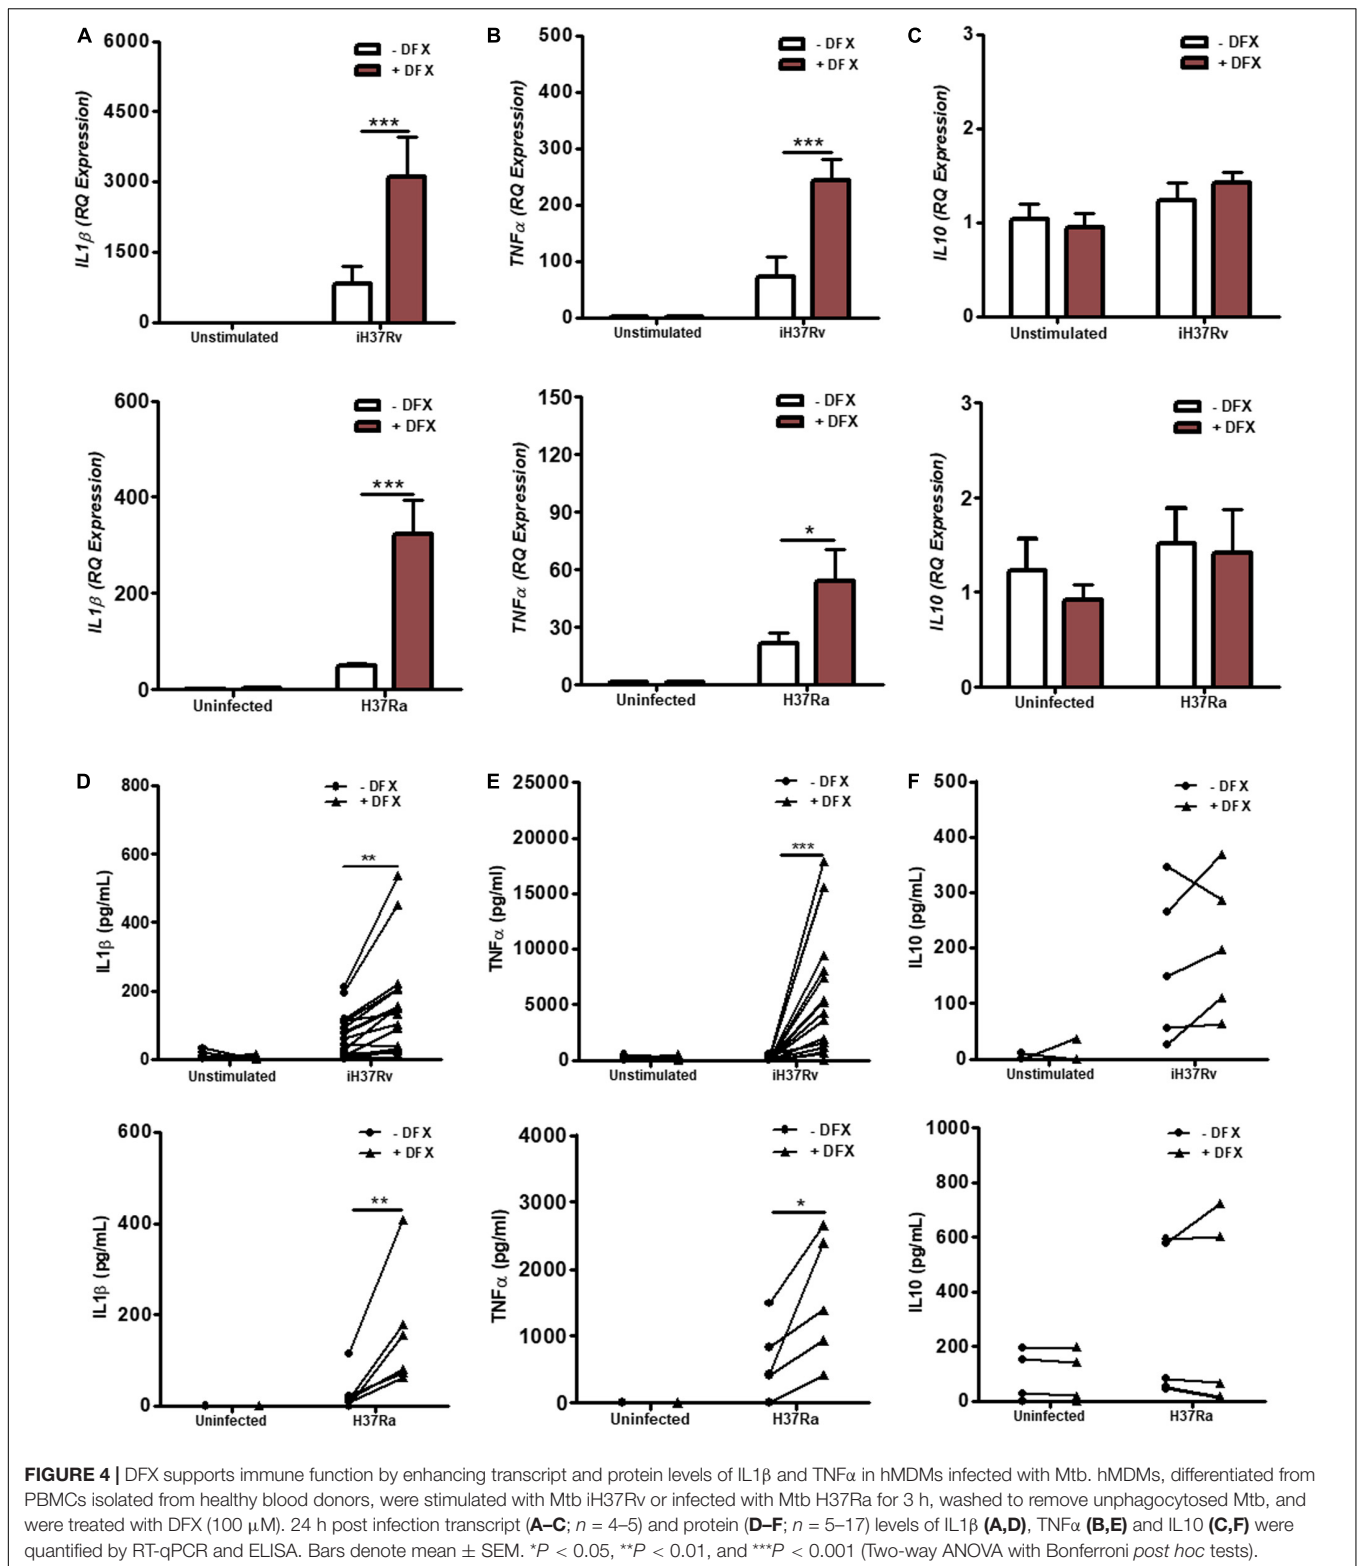 A
6000
4500
3000
1500
0
IL1β (RQ Expression)
- DFX
+ DFX
***
Unstimulated
iH37Rv
B
500
400
300
200
100
0
TNFα (RQ Expression)
- DFX
+ DFX
***
Unstimulated
iH37Rv
C
3
2
1
0
IL10 (RQ Expression)
- DFX
+ DFX
Unstimulated
iH37Rv
600
400
200
0
IL1β (RQ Expression)
- DFX
+ DFX
***
Uninfected
H37Ra
150
120
90
60
30
0
TNFα (RQ Expression)
- DFX
+ DFX
*
Uninfected
H37Ra
3
2
1
0
IL10 (RQ Expression)
- DFX
+ DFX
Uninfected
H37Ra
D
800
600
400
200
0
IL1β (pg/mL)
- DFX
+ DFX
**
Unstimulated
iH37Rv
E
25000
20000
15000
10000
5000
0
TNFα (pg/ml)
- DFX
+ DFX
***
Unstimulated
iH37Rv
F
500
400
300
200
100
0
IL10 (pg/mL)
- DFX
+ DFX
Unstimulated
iH37Rv
600
400
200
0
IL1β (pg/mL)
- DFX
+ DFX
**
Uninfected
H37Ra
4000
3000
2000
1000
0
TNFα (pg/ml)
- DFX
+ DFX
*
Uninfected
H37Ra
1000
800
600
400
200
0
IL10 (pg/mL)
- DFX
+ DFX
Uninfected
H37Ra
FIGURE 4 | DFX supports immune function by enhancing transcript and protein levels of IL1β and TNFα in hMDMs infected with Mtb. hMDMs, differentiated from
PBMCs isolated from healthy blood donors, were stimulated with Mtb iH37Rv or infected with Mtb H37Ra for 3 h, washed to remove unphagocytosed Mtb, and
were treated with DFX (100 μM). 24 h post infection transcript (A–C; n = 4–5) and protein (D–F; n = 5–17) levels of IL1β (A,D), TNFα (B,E) and IL10 (C,F) were
quantified by RT-qPCR and ELISA. Bars denote mean ± SEM. *P < 0.05, **P < 0.01, and ***P < 0.001 (Two-way ANOVA with Bonferroni post hoc tests).